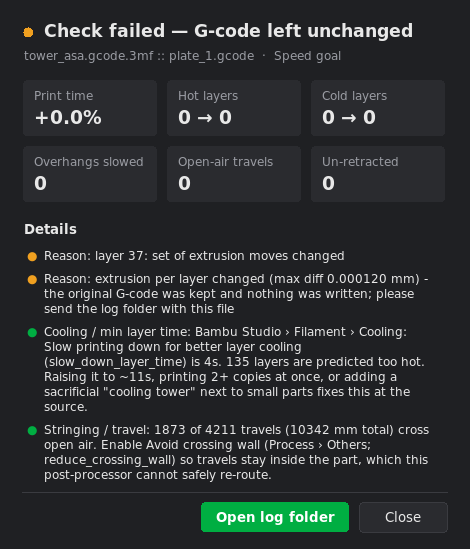 Check failed — G-code left unchanged
tower_asa.gcode.3mf :: plate_1.gcode · Speed goal
Print time
+0.0%
Hot layers
0 → 0
Cold layers
0 → 0
Overhangs slowed
0
Open-air travels
0
Un-retracted
0
Details
Reason: layer 37: set of extrusion moves changed
Reason: extrusion per layer changed (max diff 0.000120 mm) -
the original G-code was kept and nothing was written; please
send the log folder with this file
Cooling / min layer time: Bambu Studio › Filament › Cooling:
Slow printing down for better layer cooling
(slow_down_layer_time) is 4s. 135 layers are predicted too hot.
Raising it to ~11s, printing 2+ copies at once, or adding a
sacrificial "cooling tower" next to small parts fixes this at the
source.
Stringing / travel: 1873 of 4211 travels (10342 mm total) cross
open air. Enable Avoid crossing wall (Process › Others;
reduce_crossing_wall) so travels stay inside the part, which this
post-processor cannot safely re-route.
Open log folder
Close